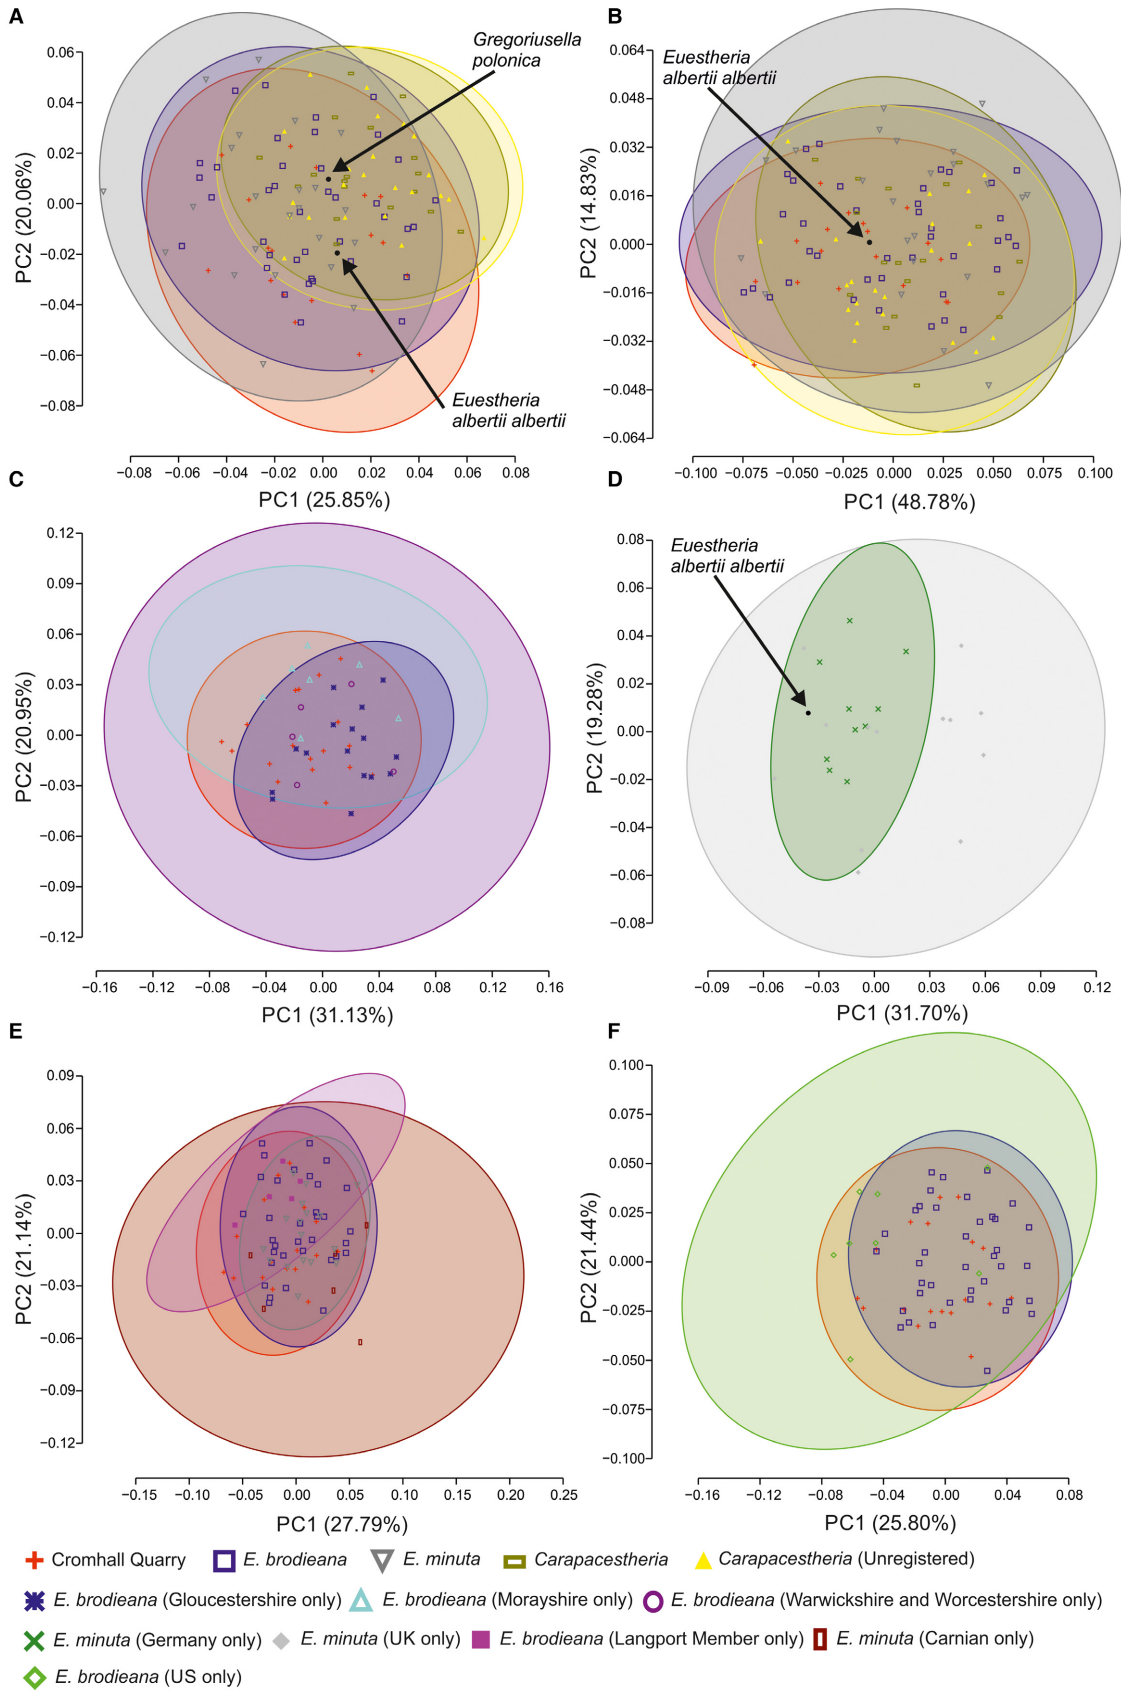 A
Gregoriusella
polonica
0.06
0.04
0.02
0.00
−0.02
−0.04
−0.06
−0.08
PC2 (20.06%)
Euestheria
albertii albertii
−0.08 −0.06 −0.04 −0.02 0.00 0.02 0.04 0.06 0.08
PC1 (25.85%)
B
Euestheria
albertii albertii
0.064
0.048
0.032
0.016
0.000
−0.016
−0.032
−0.048
−0.064
PC2 (14.83%)
−0.100 −0.075 −0.050 −0.025 0.000 0.025 0.050 0.075 0.100
PC1 (48.78%)
C
0.12
0.09
0.06
0.03
0.00
−0.03
−0.06
−0.09
−0.12
PC2 (20.95%)
−0.16 −0.12 −0.08 −0.04 0.00 0.04 0.08 0.12 0.16
PC1 (31.13%)
D
Euestheria
albertii albertii
0.08
0.06
0.04
0.02
0.00
−0.02
−0.04
−0.06
−0.08
PC2 (19.28%)
−0.09 −0.06 −0.03 0.00 0.03 0.06 0.09 0.12
PC1 (31.70%)
E
0.09
0.06
0.03
0.00
−0.03
−0.06
−0.09
−0.12
PC2 (21.14%)
−0.15 −0.10 −0.05 0.00 0.05 0.10 0.15 0.20 0.25
PC1 (27.79%)
F
0.100
0.075
0.050
0.025
0.000
−0.025
−0.050
−0.075
−0.100
PC2 (21.44%)
−0.16 −0.12 −0.08 −0.04 0.00 0.04 0.08
PC1 (25.80%)
Cromhall Quarry E. brodieana E. minuta Carapacestheria Carapacestheria (Unregistered)
E. brodieana (Gloucestershire only) E. brodieana (Morayshire only) E. brodieana (Warwickshire and Worcestershire only)
E. minuta (Germany only) E. minuta (UK only) E. brodieana (Langport Member only) E. minuta (Carnian only)
E. brodieana (US only)